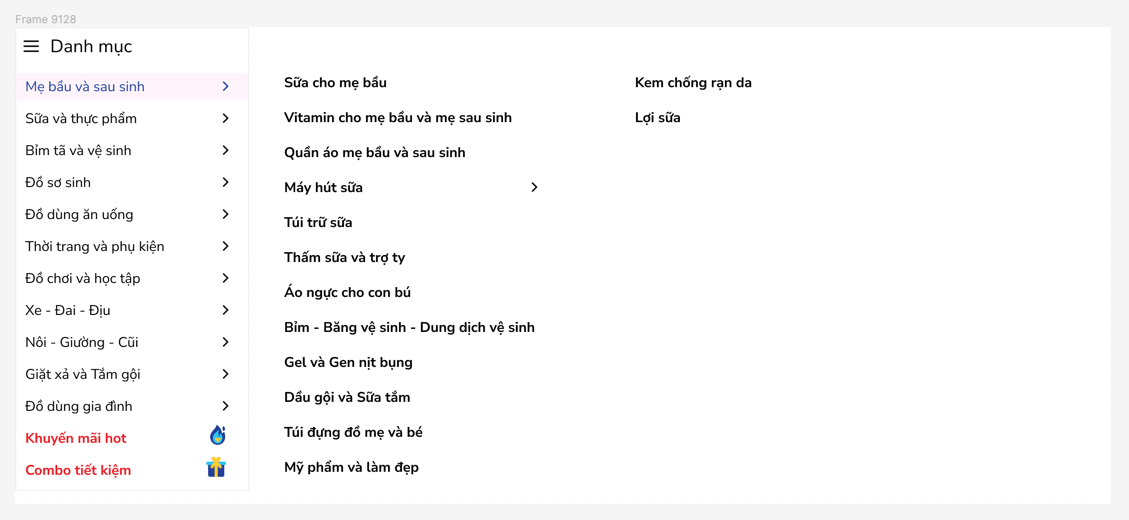 Frame 9128
Danh mục
Mẹ bầu và sau sinh
Sữa và thực phẩm
Bỉm tã và vệ sinh
Đồ sơ sinh
Đồ dùng ăn uống
Thời trang và phụ kiện
Đồ chơi và học tập
Xe - Đai - Địu
Nôi - Giường - Cũi
Giặt xả và Tắm gội
Đồ dùng gia đình
Khuyến mãi hot
Combo tiết kiệm
Sữa cho mẹ bầu
Vitamin cho mẹ bầu và mẹ sau sinh
Quần áo mẹ bầu và sau sinh
Máy hút sữa
Túi trữ sữa
Thấm sữa và trợ ty
Áo ngực cho con bú
Bỉm - Băng vệ sinh - Dung dịch vệ sinh
Gel và Gen nịt bụng
Dầu gội và Sữa tắm
Túi đựng đồ mẹ và bé
Mỹ phẩm và làm đẹp
Kem chống rạn da
Lợi sữa